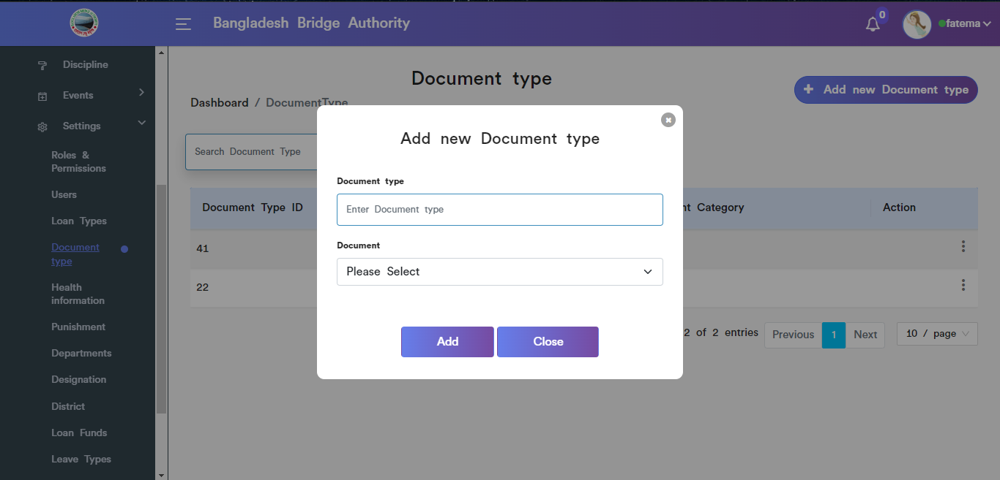 Bangladesh Bridge Authority
0
fatema
Discipline
Events
Settings
Roles &
Permissions
Users
Loan Types
Document
type
Health
information
Punishment
Departments
Designation
District
Loan Funds
Leave Types
Document type
Add new Document type
Dashboard / DocumentType
Search Document Type
Document Type ID
Category
Action
41
22
2 of 2 entries
Previous
1
Next
10 / page
Add new Document type
Document type
Enter Document type
Document
Please Select
Add
Close